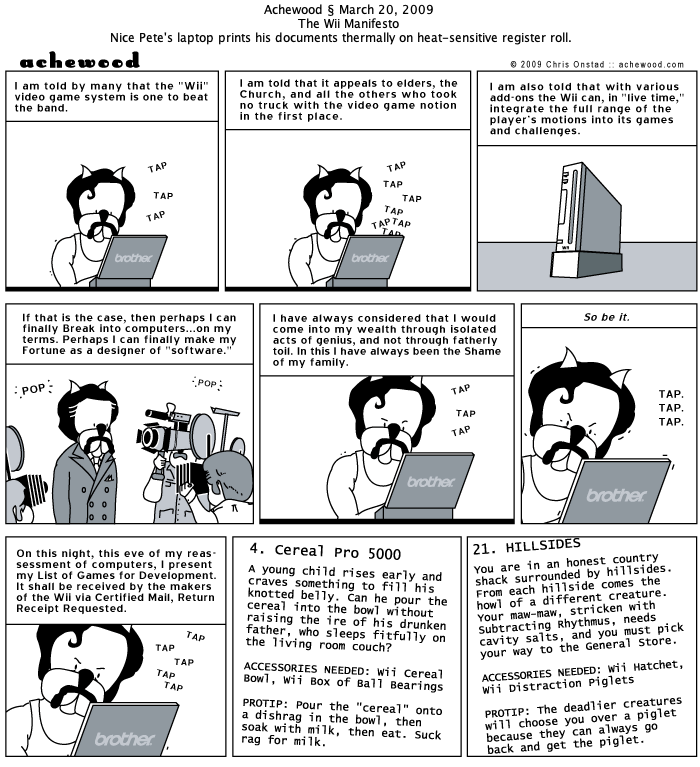 Achewood § March 20, 2009
The Wii Manifesto
Nice Pete's laptop prints his documents thermally on heat-sensitive register roll.
achewood
© 2009 Chris Onstad :: achewood.com
I am told by many that the "Wii"
video game system is one to beat
the band.
TAP
TAP
TAP
brother
I am told that it appeals to elders, the
Church, and all the others who took
no truck with the video game notion
in the first place.
TAP
TAP
TAP
TAP
TAP TAP
TAP
brother
I am also told that with various
add-ons the Wii can, in "live time,"
integrate the full range of the
player's motions into its games
and challenges.
Wii
If that is the case, then perhaps I can
finally Break into computers...on my
terms. Perhaps I can finally make my
Fortune as a designer of "software."
POP
POP
I have always considered that I would
come into my wealth through isolated
acts of genius, and not through fatherly
toil. In this I have always been the Shame
of my family.
TAP
TAP
TAP
brother
So be it.
TAP.
TAP.
TAP.
brother
On this night, this eve of my reas-
sessment of computers, I present
my List of Games for Development.
It shall be received by the makers
of the Wii via Certified Mail, Return
Receipt Requested.
TAP
TAP
TAP
TAP
TAP
brother
4. Cereal Pro 5000
A young child rises early and
craves something to fill his
knotted belly. Can he pour the
cereal into the bowl without
raising the ire of his drunken
father, who sleeps fitfully on
the living room couch?
ACCESSORIES NEEDED: Wii Cereal
Bowl, Wii Box of Ball Bearings
PROTIP: Pour the "cereal" onto
a dishrag in the bowl, then
soak with milk, then eat. Suck
rag for milk.
21. HILLSIDES
You are in an honest country
shack surrounded by hillsides.
From each hillside comes the
howl of a different creature.
Your maw-maw, stricken with
Subtracting Rhythmus, needs
cavity salts, and you must pick
your way to the General Store.
ACCESSORIES NEEDED: Wii Hatchet,
Wii Distraction Piglets
PROTIP: The deadlier creatures
will choose you over a piglet
because they can always go
back and get the piglet.